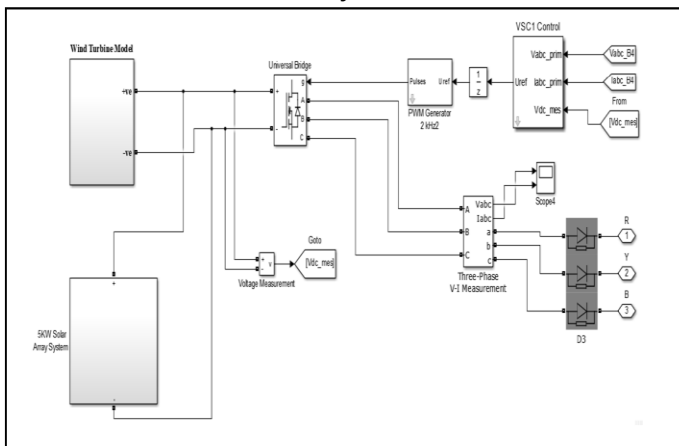 VSC1 Control
Wind Turbine Model
Vabc_prim
Vabc_B4
Universal Bridge
Pulses
Uref
1
z
Uref
Iabc_prim
Iabc_B4
+ve
+
g
A
B
C
-
PWM Generator
2 kHz2
Vdc_mes
From
[Vdc_mes]
-ve
Vabc
Iabc
A
B
C
a
b
c
Scope4
Three-Phase
V-I Measurement
R
1
Y
2
B
3
D3
Goto
[Vdc_mes]
+
-
v
Voltage Measurement
+
5KW Solar
Array System
-